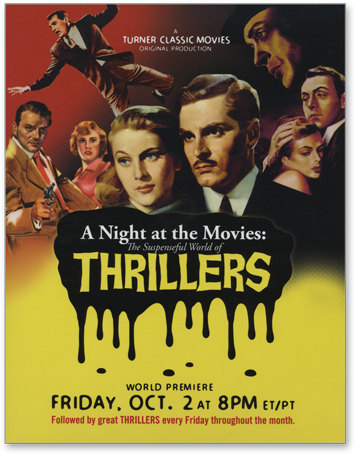 A
TURNER CLASSIC MOVIES
ORIGINAL PRODUCTION
A Night at the Movies:
The Suspenseful World of
THRILLERS
WORLD PREMIERE
FRIDAY, OCT. 2 AT 8PM ET/PT
Followed by great THRILLERS every Friday throughout the month.